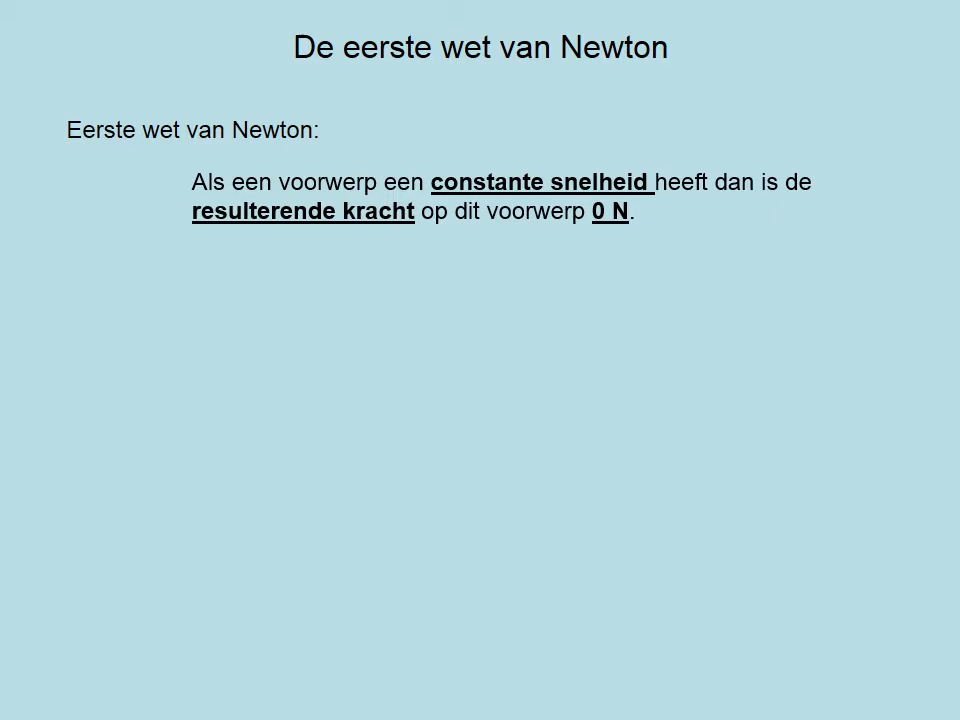 De eerste wet van Newton
Eerste wet van Newton:
Als een voorwerp een constante snelheid heeft dan is de
resulterende kracht op dit voorwerp 0 N.